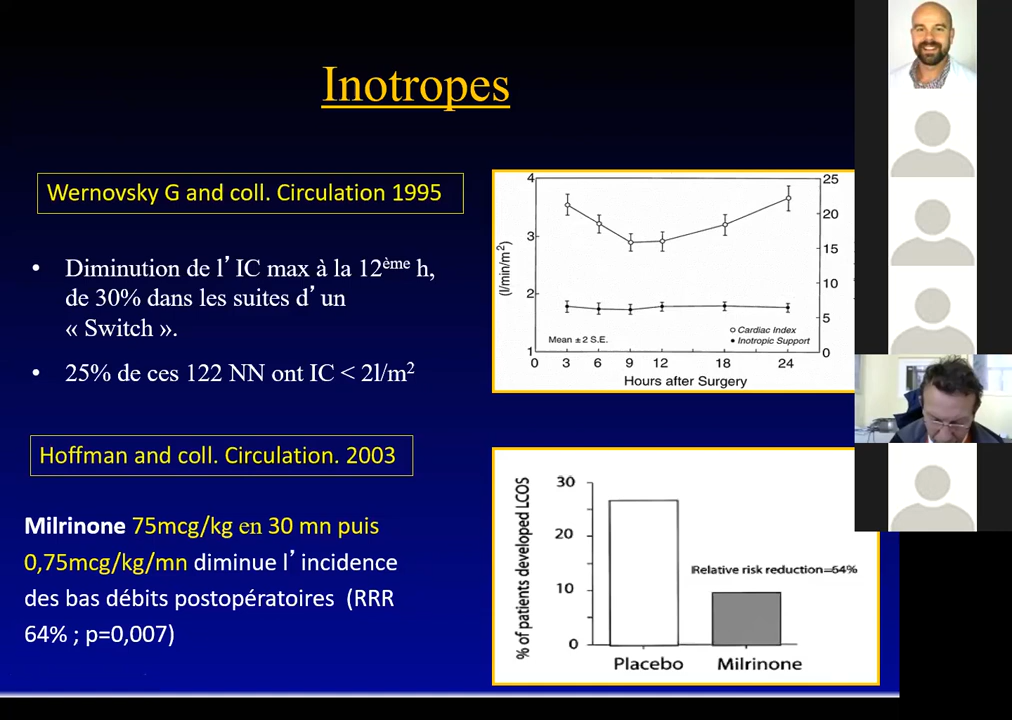 Inotropes
Wernovsky G and coll. Circulation 1995
• Diminution de l’IC max à la 12ème h,
de 30% dans les suites d’un
« Switch ».
• 25% de ces 122 NN ont IC < 2l/m2
4
3
2
1
(l/min/m2)
25
20
15
10
5
0
Cardiac Index
Inotropic Support
Mean ± 2 S.E.
0 3 6 9 12 18 24
Hours after Surgery
Hoffman and coll. Circulation. 2003
Milrinone 75mcg/kg en 30 mn puis
0,75mcg/kg/mn diminue l’incidence
des bas débits postopératoires (RRR
64% ; p=0,007)
% of patients developed LCOS
30
20
10
0
Relative risk reduction=64%
Placebo Milrinone